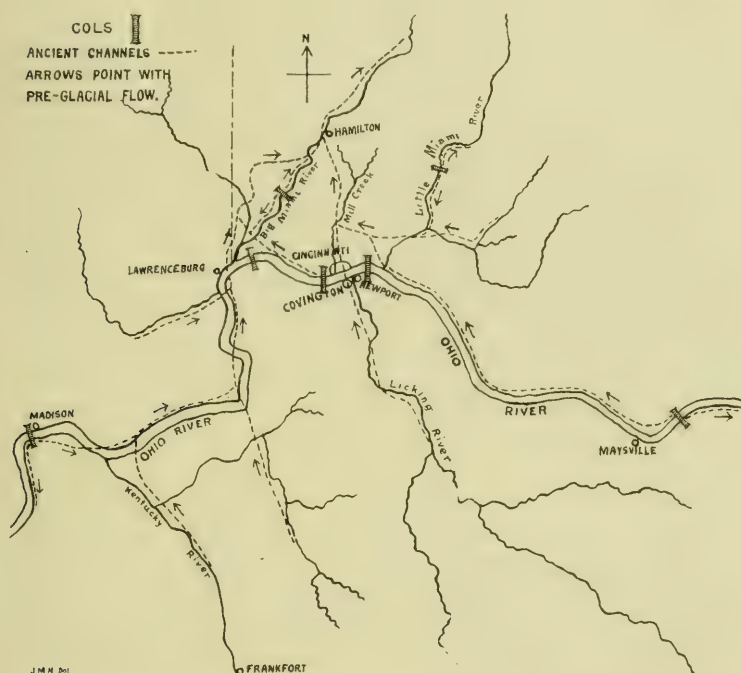 COLS
ANCIENT CHANNELS
ARROWS POINT WITH
PRE-GLACIAL FLOW.
N
HAMILTON
Big Miami River
Mill Creek
Little Miami River
LAWRENCEBURG
CINCINNATI
COVINGTON
NEWPORT
OHIO RIVER
Licking River
MADISON
OHIO RIVER
MAYSVILLE
Kentucky River
FRANKFORT
J.M.N. Del.